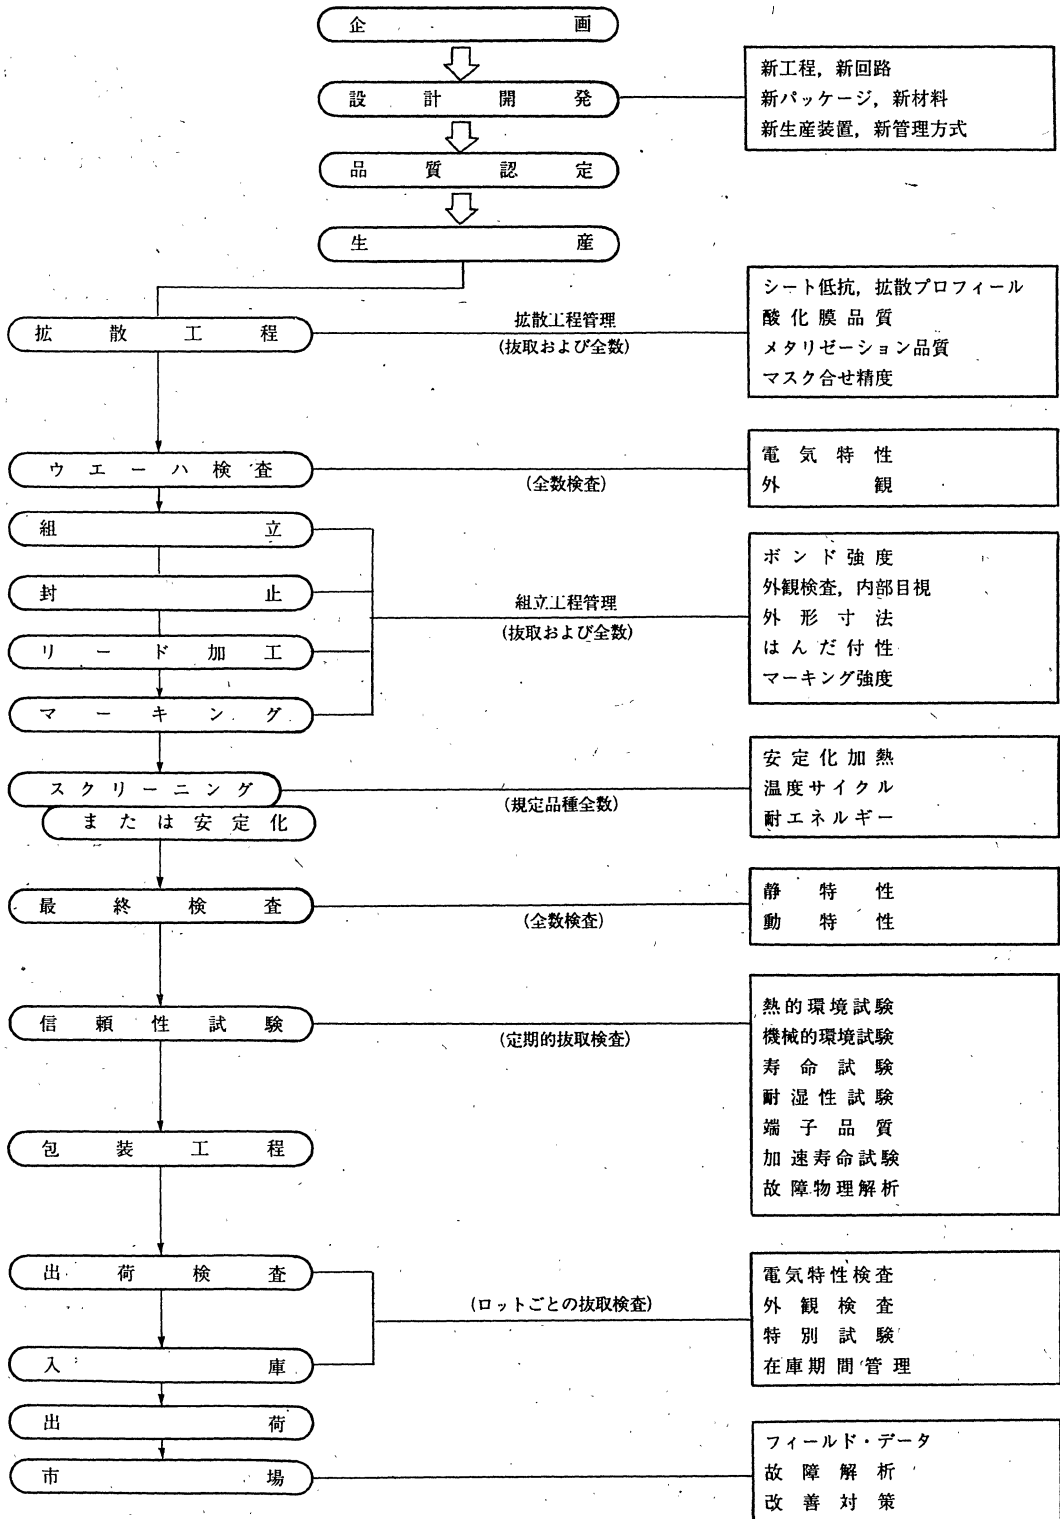 企画
設計開発
新工程，新回路
新パッケージ，新材料
新生産装置，新管理方式
品質認定
生産
拡散工程
拡散工程管理
(抜取および全数)
シート低抗，拡散プロフィール
酸化膜品質
メタリゼーション品質
マスク合せ精度
ウエーハ検査
(全数検査)
電気特性
外観
組立
封止
リード加工
マーキング
組立工程管理
(抜取および全数)
ボンド強度
外観検査，内部目視
外形寸法
はんだ付性
マーキング強度
スクリーニング
または安定化
(規定品種全数)
安定化加熱
温度サイクル
耐エネルギー
最終検査
(全数検査)
静特性
動特性
信頼性試験
(定期的抜取検査)
熱的環境試験
機械的環境試験
寿命試験
耐湿性試験
端子品質
加速寿命試験
故障物理解析
包装工程
出荷検査
入庫
(ロットごとの抜取検査)
電気特性検査
外観検査
特別試験
在庫期間管理
出荷
市場
フィールド・データ
故障解析
改善対策